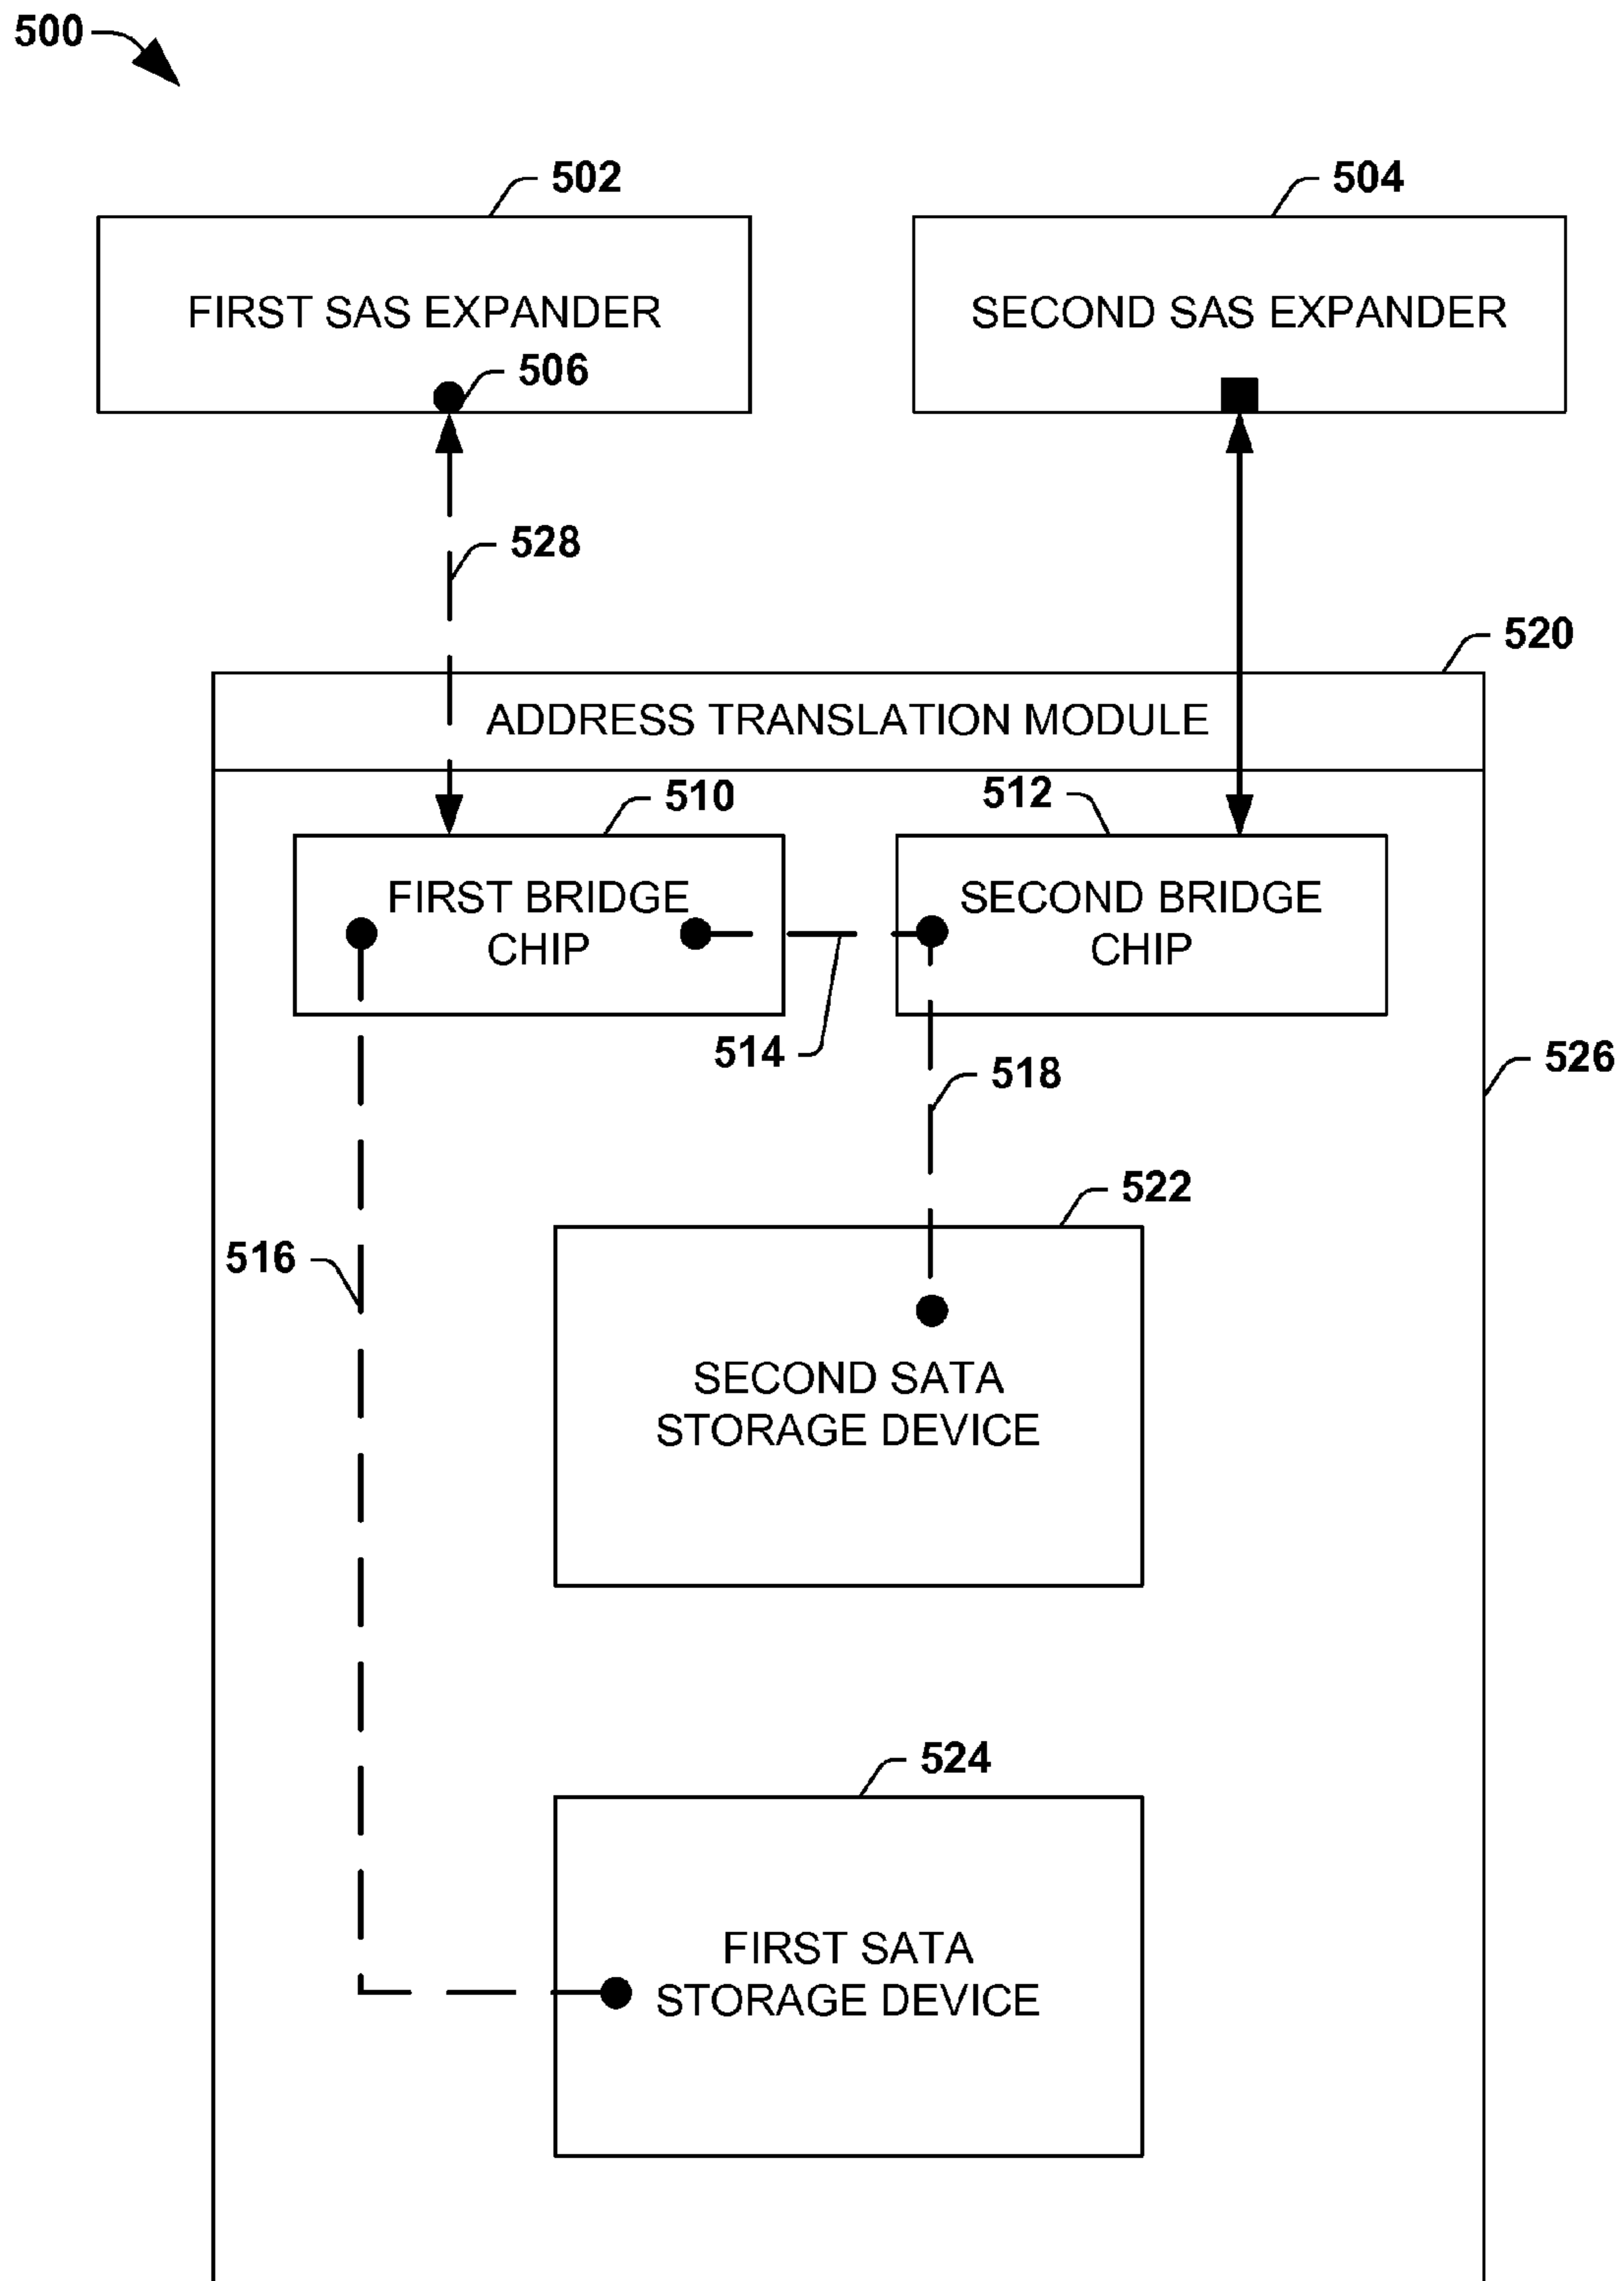 500
502
504
FIRST SAS EXPANDER
SECOND SAS EXPANDER
506
528
520
ADDRESS TRANSLATION MODULE
510
512
FIRST BRIDGE
CHIP
SECOND BRIDGE
CHIP
514
518
526
522
516
SECOND SATA
STORAGE DEVICE
524
FIRST SATA
STORAGE DEVICE